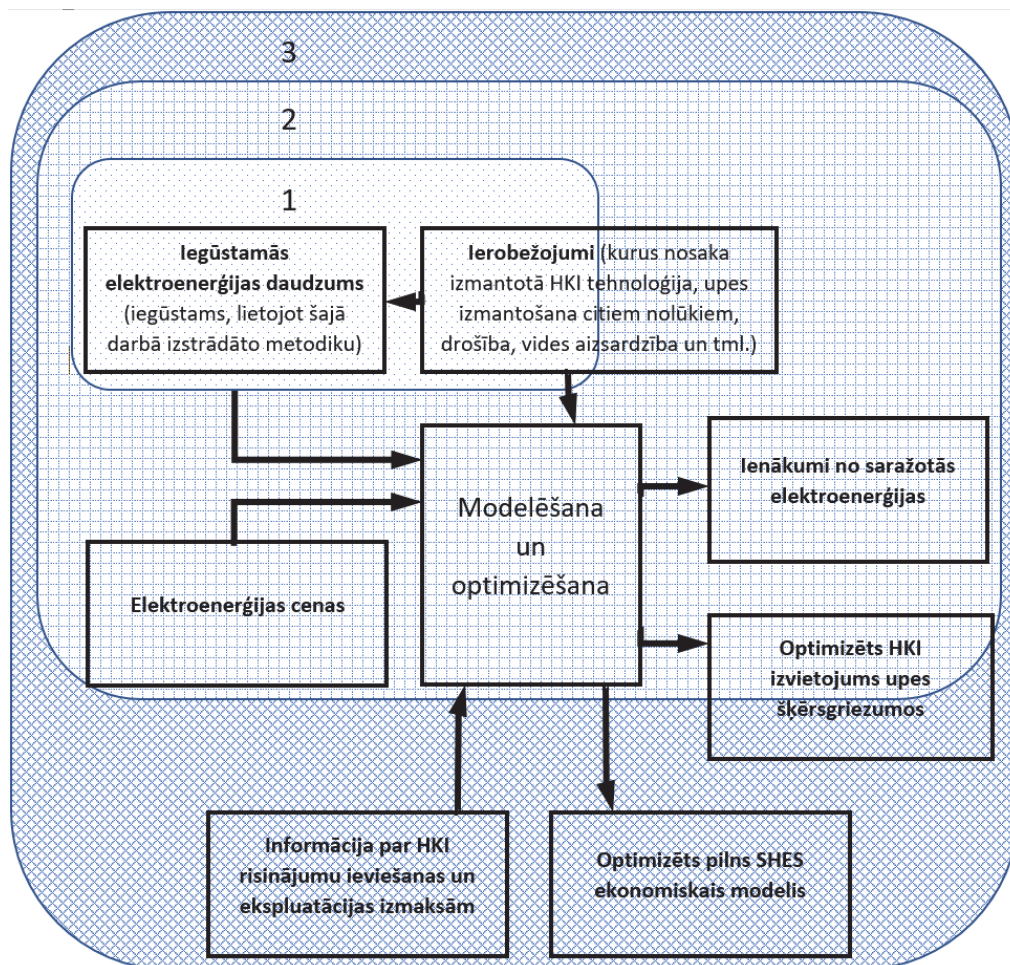 3
2
1
Iegūstamās
elektroenerģijas daudzums
(iegūstams, lietojot šajā
darbā izstrādāto metodiku)
Ierobežojumi (kurus nosaka
izmantotā HKI tehnoloģija, upes
izmantošana citiem nolūkiem,
drošība, vides aizsardzība un tml.)
Modelēšana
un
optimizēšana
Ienākumi no saražotās
elektroenerģijas
Elektroenerģijas cenas
Optimizēts HKI
izvietojums upes
šķērsgriezumos
Informācija par HKI
risinājumu ieviešanas un
ekspluatācijas izmaksām
Optimizēts pilns SHES
ekonomiskais modelis